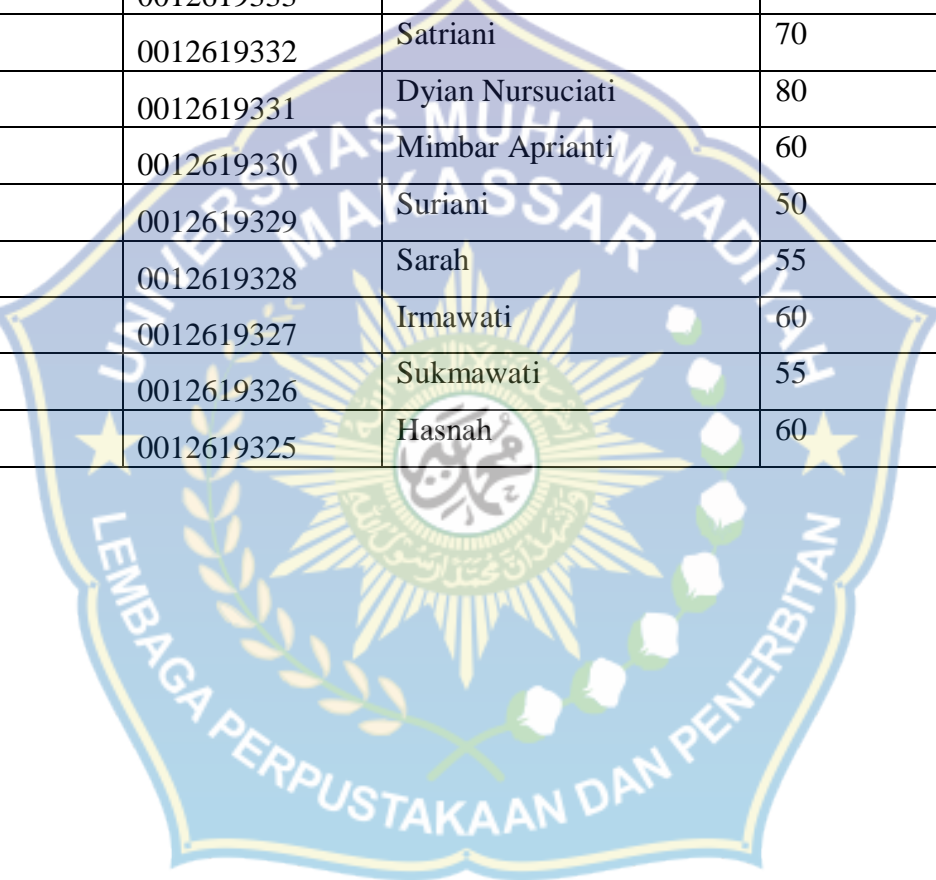 0012619333
0012619332 Satriani 70
0012619331 Dyian Nursuciati 80
0012619330 Mimbar Aprianti 60
0012619329 Suriani 50
0012619328 Sarah 55
0012619327 Irmawati 60
0012619326 Sukmawati 55
0012619325 Hasnah 60
UNIVERSITAS MUHAMMADIYAH
MAKASSAR
LEMBAGA PERPUSTAKAAN DAN PENERBITAN